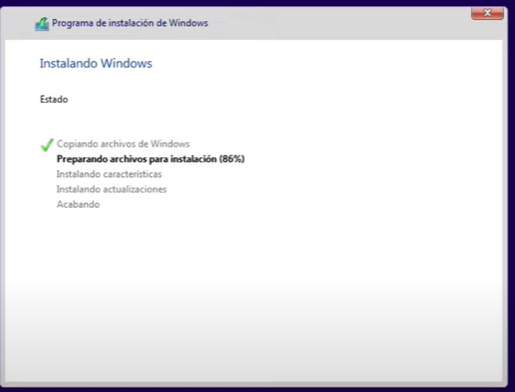 Programa de instalación de Windows
Instalando Windows
Estado
Copiando archivos de Windows
Preparando archivos para instalación (86%)
Instalando características
Instalando actualizaciones
Acabando